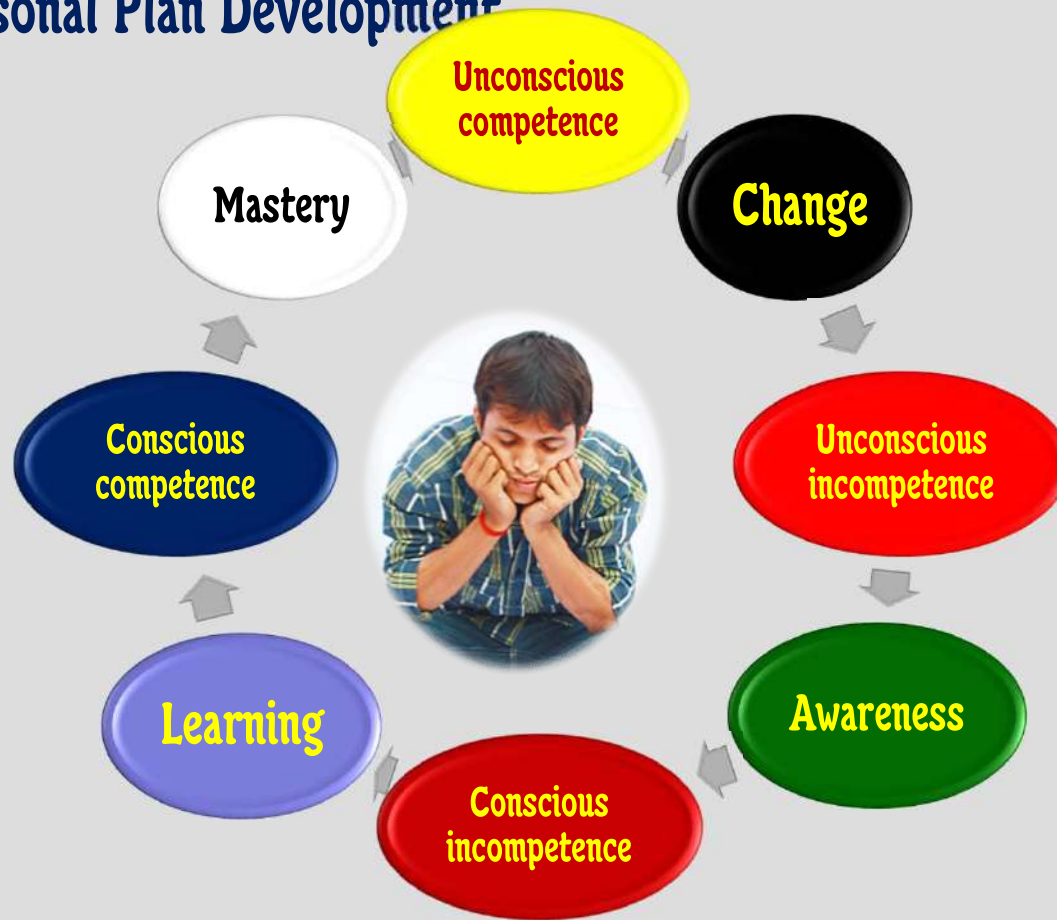 sonal Plan Development
Unconscious
competence
Change
Unconscious
incompetence
Awareness
Conscious
incompetence
Learning
Conscious
competence
Mastery